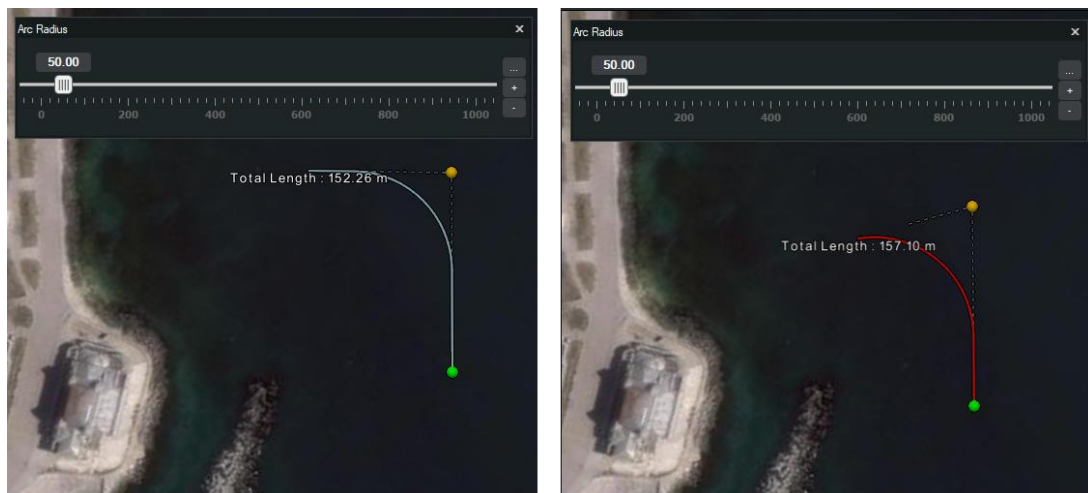 Arc Radius ×
50.00
...
+
-
0 200 400 600 800 1000
Total Length : 152.26 m
Arc Radius ×
50.00
...
+
-
0 200 400 600 800 1000
Total Length : 157.10 m